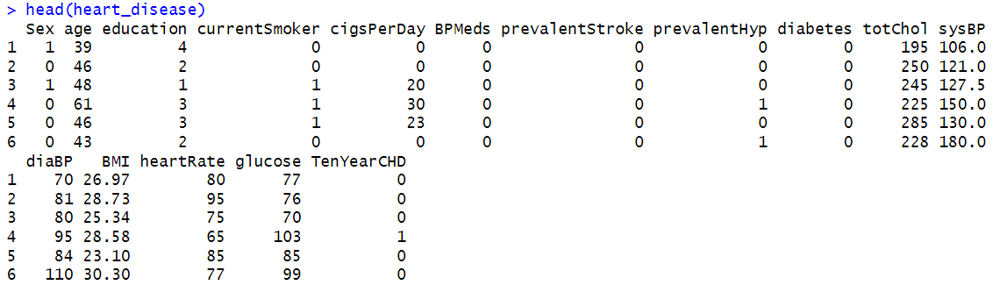 > head(heart_disease)
  Sex age education currentSmoker cigsPerDay BPMeds prevalentStroke prevalentHyp diabetes totChol sysBP
1   1  39         4             0          0      0               0            0        0     195 106.0
2   0  46         2             0          0      0               0            0        0     250 121.0
3   1  48         1             1         20      0               0            0        0     245 127.5
4   0  61         3             1         30      0               0            1        0     225 150.0
5   0  46         3             1         23      0               0            0        0     285 130.0
6   0  43         2             0          0      0               0            1        0     228 180.0
  diaBP   BMI heartRate glucose TenYearCHD
1    70 26.97        80      77          0
2    81 28.73        95      76          0
3    80 25.34        75      70          0
4    95 28.58        65     103          1
5    84 23.10        85      85          0
6   110 30.30        77      99          0